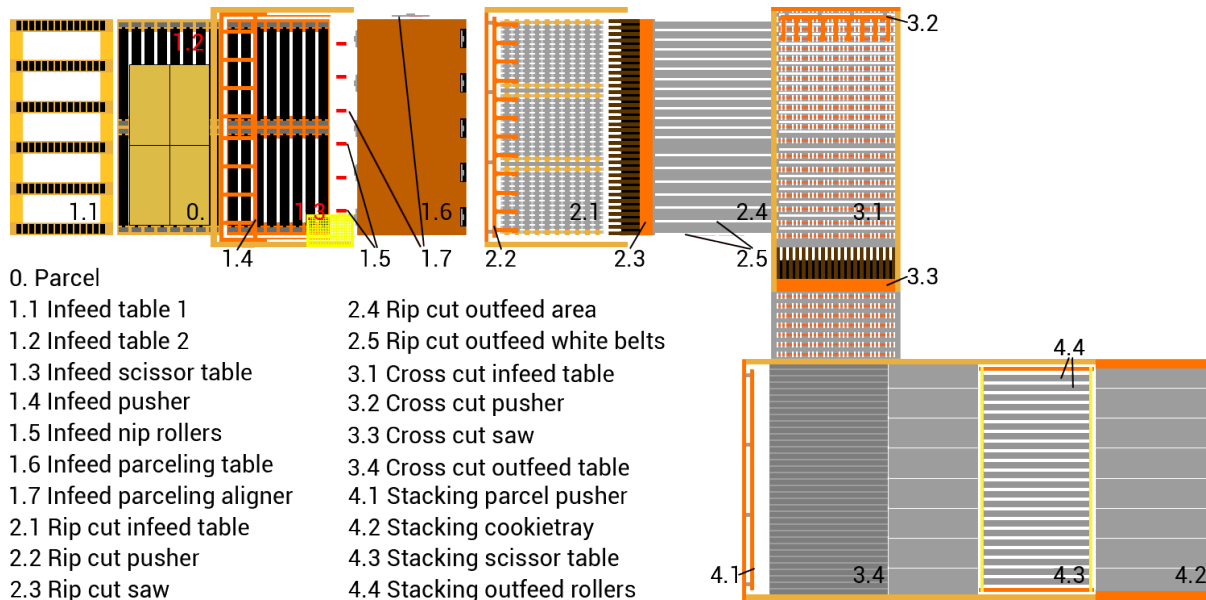 1.2
3.2
1.1
0.
1.3
1.6
2.1
2.4
3.1
1.4
1.5
1.7
2.2
2.3
2.5
3.3
0. Parcel
1.1 Infeed table 1
1.2 Infeed table 2
1.3 Infeed scissor table
1.4 Infeed pusher
1.5 Infeed nip rollers
1.6 Infeed parceling table
1.7 Infeed parceling aligner
2.1 Rip cut infeed table
2.2 Rip cut pusher
2.3 Rip cut saw
2.4 Rip cut outfeed area
2.5 Rip cut outfeed white belts
3.1 Cross cut infeed table
3.2 Cross cut pusher
3.3 Cross cut saw
3.4 Cross cut outfeed table
4.1 Stacking parcel pusher
4.2 Stacking cookietray
4.3 Stacking scissor table
4.4 Stacking outfeed rollers
4.4
4.1
3.4
4.3
4.2